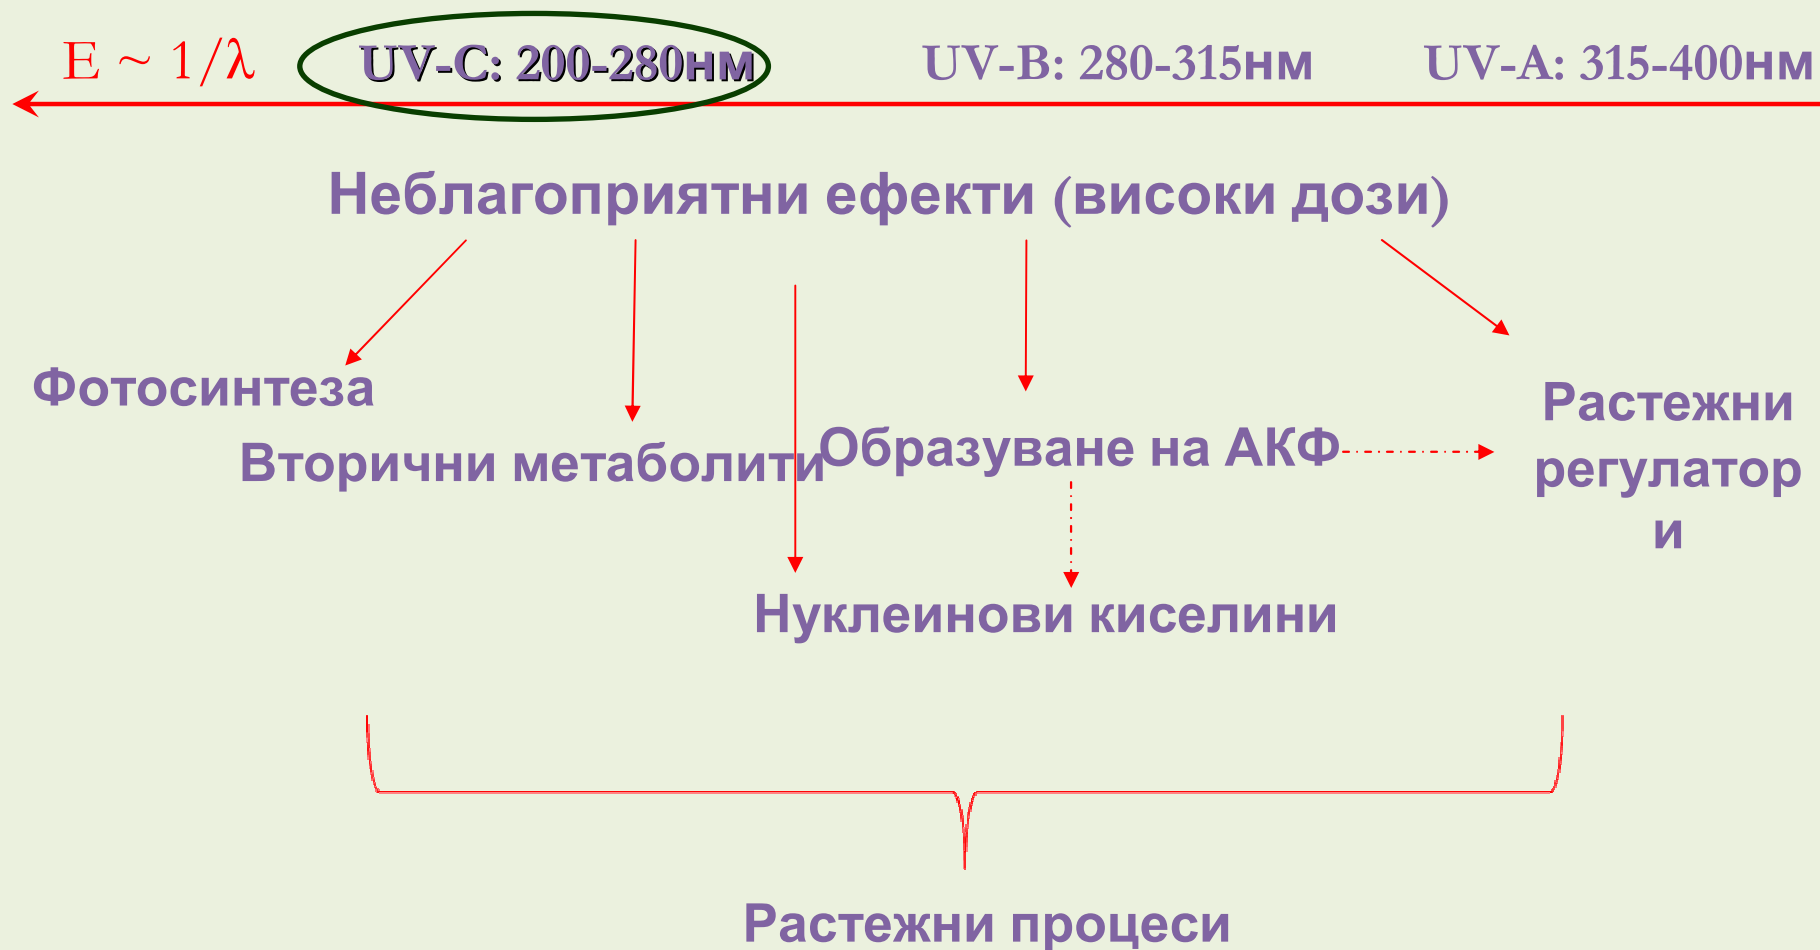 E ~ 1/λ UV-C: 200-280нм UV-B: 280-315нм UV-A: 315-400нм
Неблагоприятни ефекти (високи дози)
Фотосинтеза
Вторични метаболити
Образуване на АКФ
Растежни
регулатор
и
Нуклеинови киселини
Растежни процеси